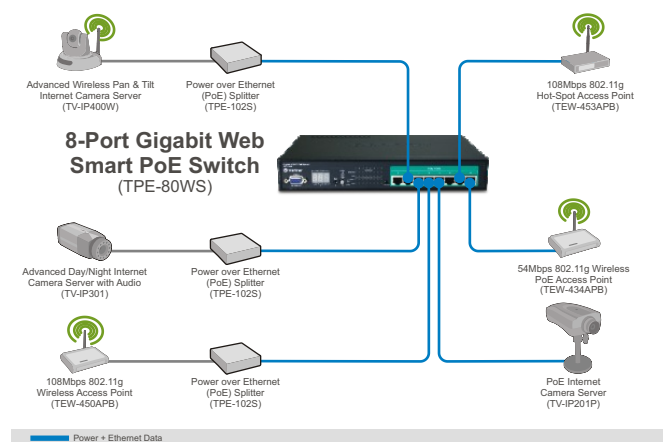 Advanced Wireless Pan & Tilt
Internet Camera Server
(TV-IP400W)
Power over Ethernet
(PoE) Splitter
(TPE-102S)
108Mbps 802.11g
Hot-Spot Access Point
(TEW-453APB)
8-Port Gigabit Web
Smart PoE Switch
(TPE-80WS)
Advanced Day/Night Internet
Camera Server with Audio
(TV-IP301)
Power over Ethernet
(PoE) Splitter
(TPE-102S)
54Mbps 802.11g Wireless
PoE Access Point
(TEW-434APB)
108Mbps 802.11g
Wireless Access Point
(TEW-450APB)
Power over Ethernet
(PoE) Splitter
(TPE-102S)
PoE Internet
Camera Server
(TV-IP201P)
Power + Ethernet Data